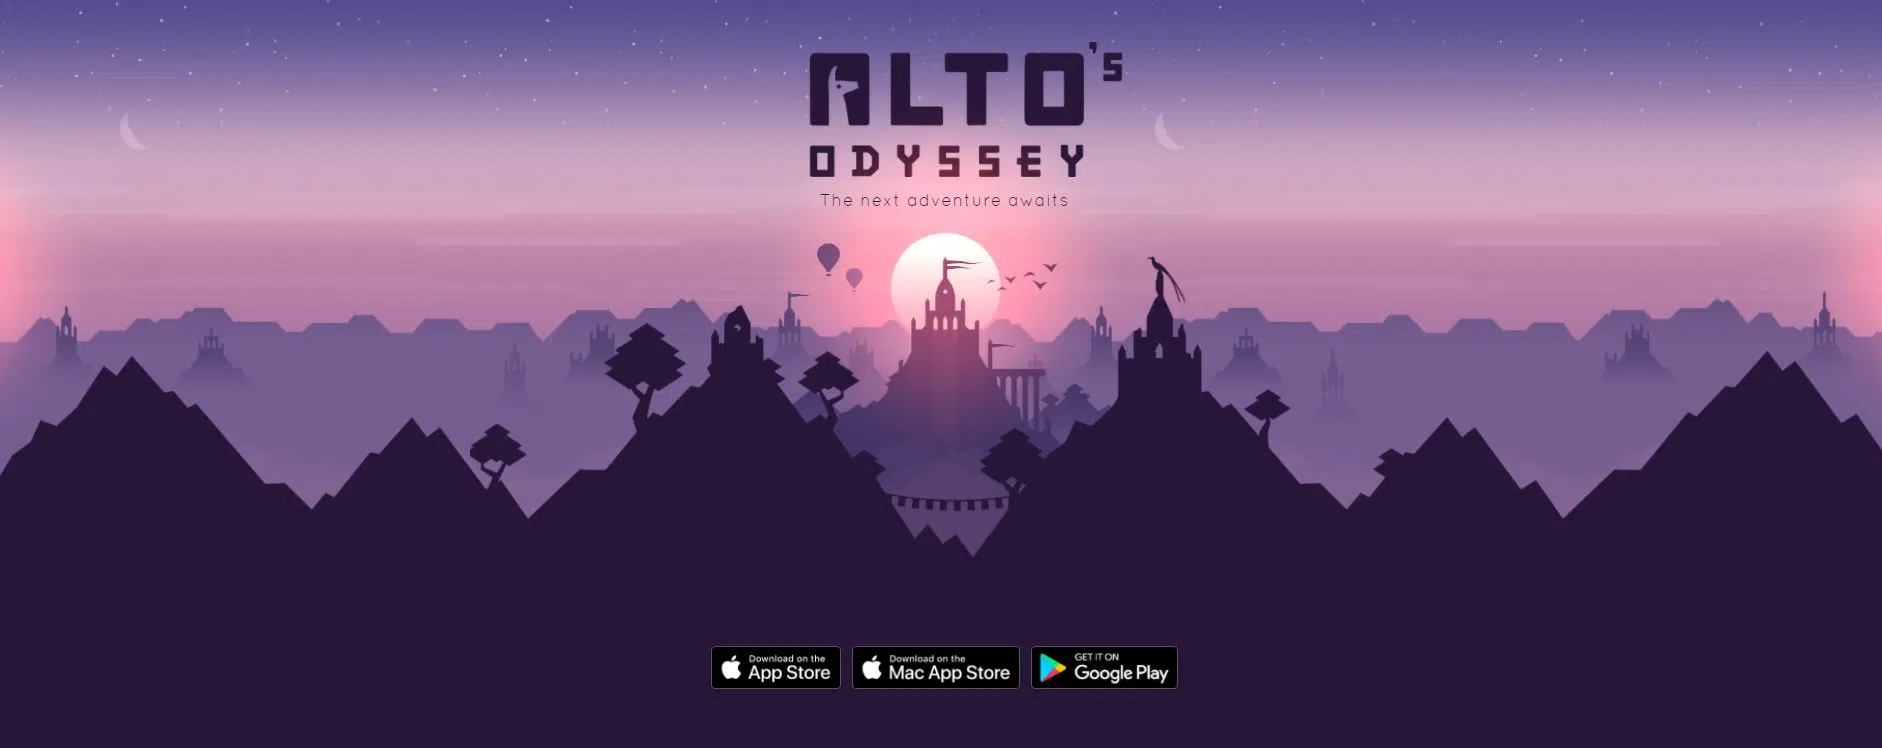 ALTO's
ODYSSEY
The next adventure awaits
Download on the
App Store
Download on the
Mac App Store
GET IT ON
Google Play